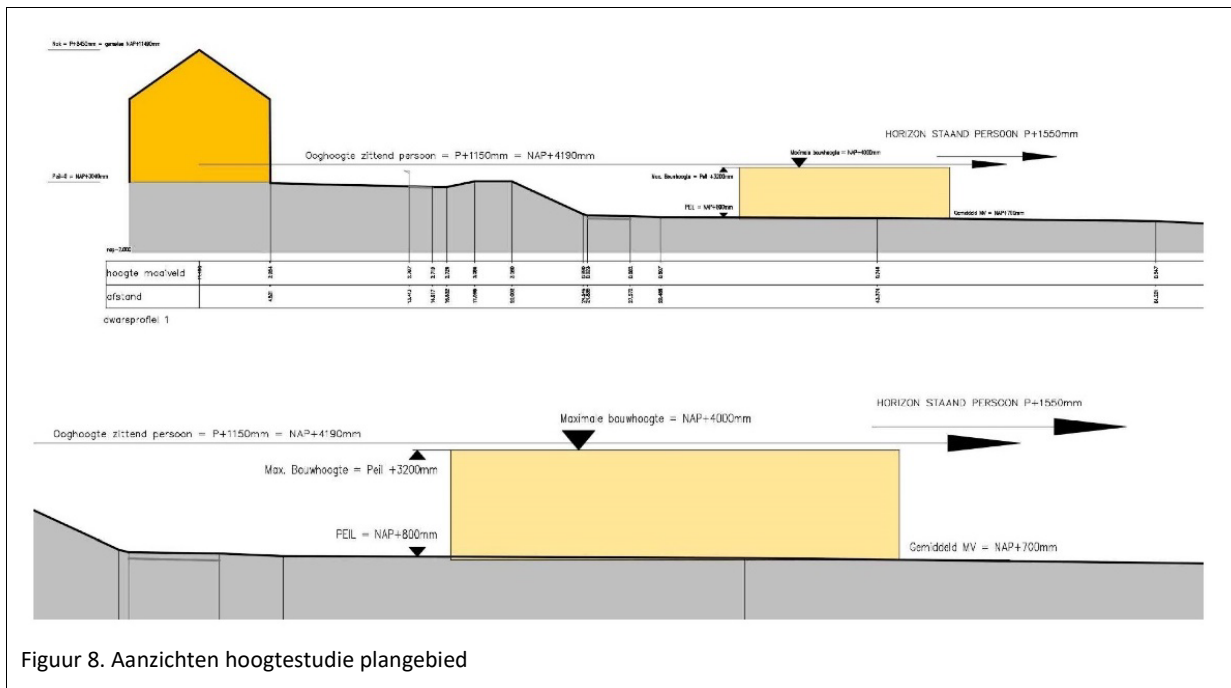 Nok = P+8450mm = gemeten NAP+11490mm
HORIZON STAAND PERSOON P+1550mm
Ooghoogte zittend persoon = P+1150mm = NAP+4190mm
Maximale bouwhoogte = NAP+4000mm
Peil=0 = NAP+3040mm
Max. Bouwhoogte = Peil +3200mm
PEIL = NAP+800mm
Gemiddeld MV = NAP+700mm
hoogte maaiveld
afstand
dwarsprofiel 1
HORIZON STAAND PERSOON P+1550mm
Maximale bouwhoogte = NAP+4000mm
Ooghoogte zittend persoon = P+1150mm = NAP+4190mm
Max. Bouwhoogte = Peil +3200mm
PEIL = NAP+800mm
Gemiddeld MV = NAP+700mm
Figuur 8. Aanzichten hoogtestudie plangebied